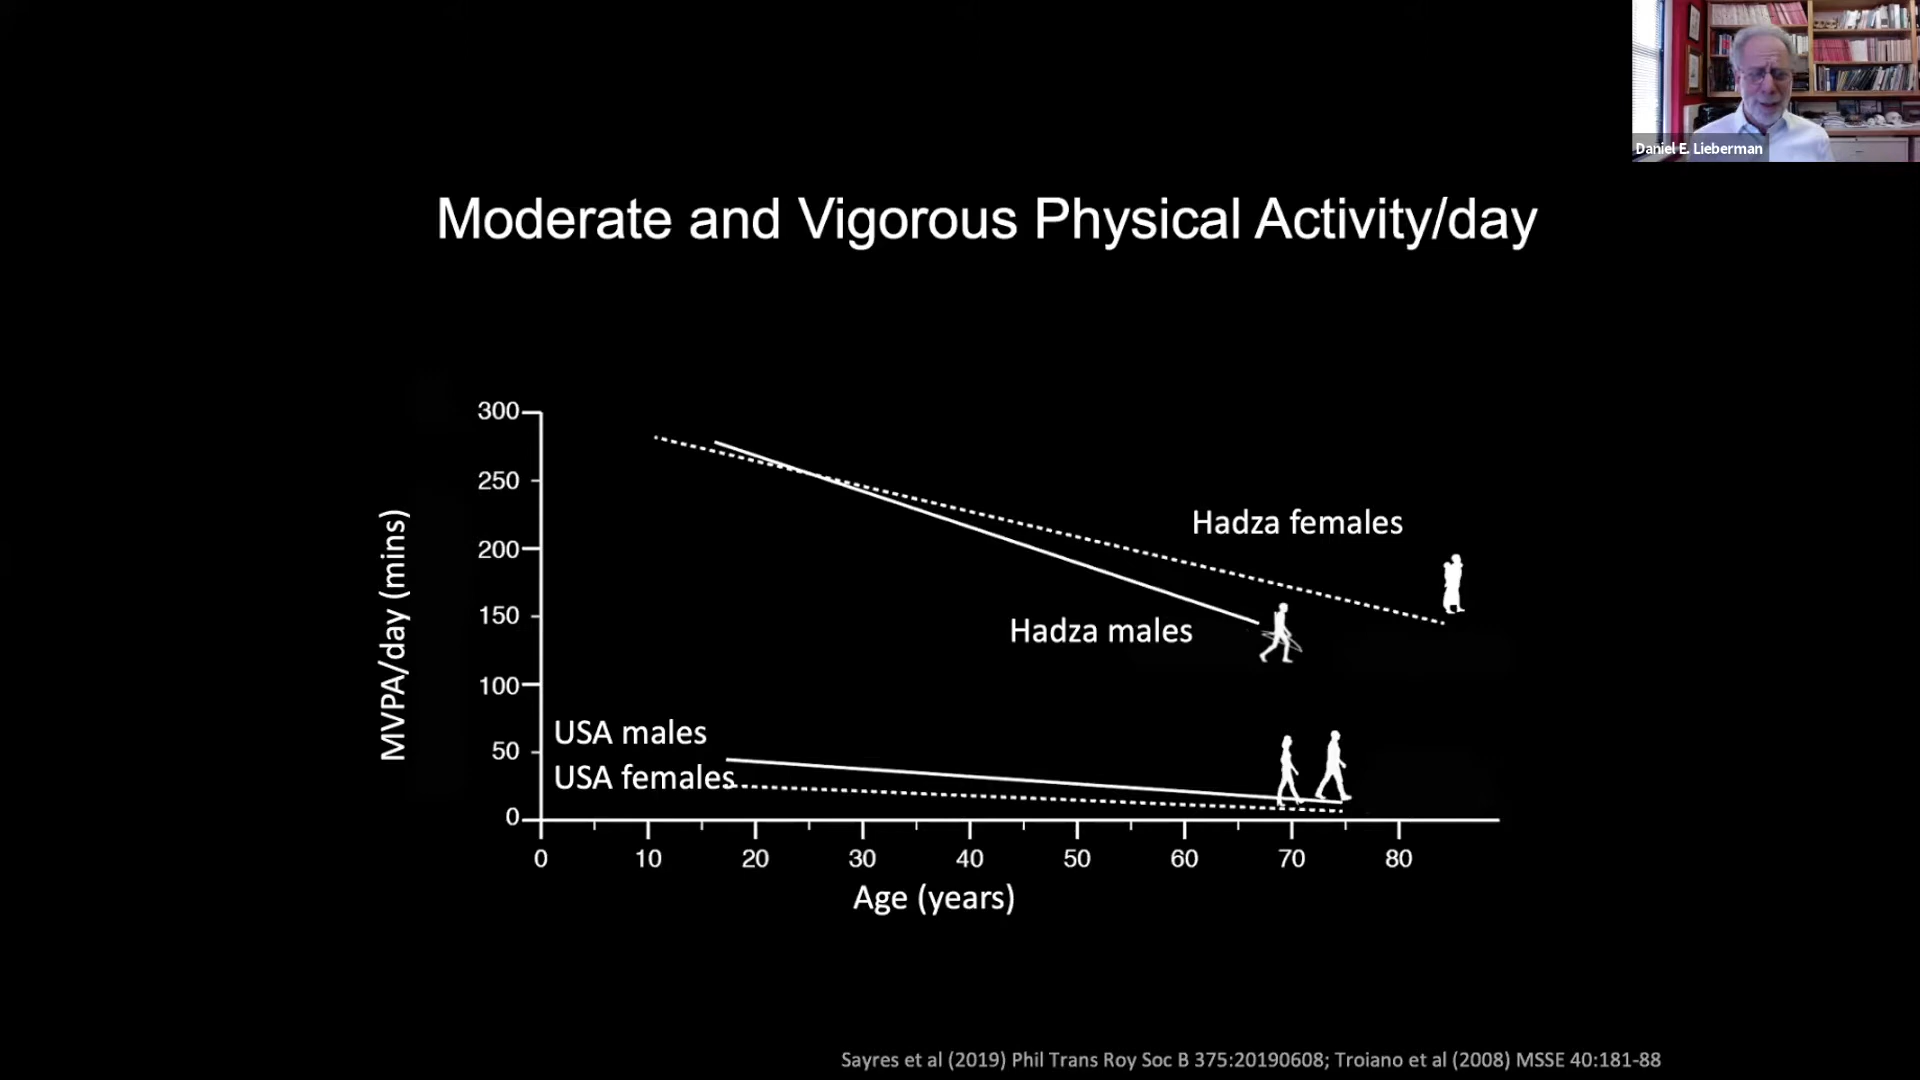 Daniel E. Lieberman
Moderate and Vigorous Physical Activity/day
300
250
200
150
100
50
0
MVPA/day (mins)
Hadza females
Hadza males
USA males
USA females
0 10 20 30 40 50 60 70 80
Age (years)
Sayres et al (2019) Phil Trans Roy Soc B 375:20190608; Troiano et al (2008) MSSE 40:181-88